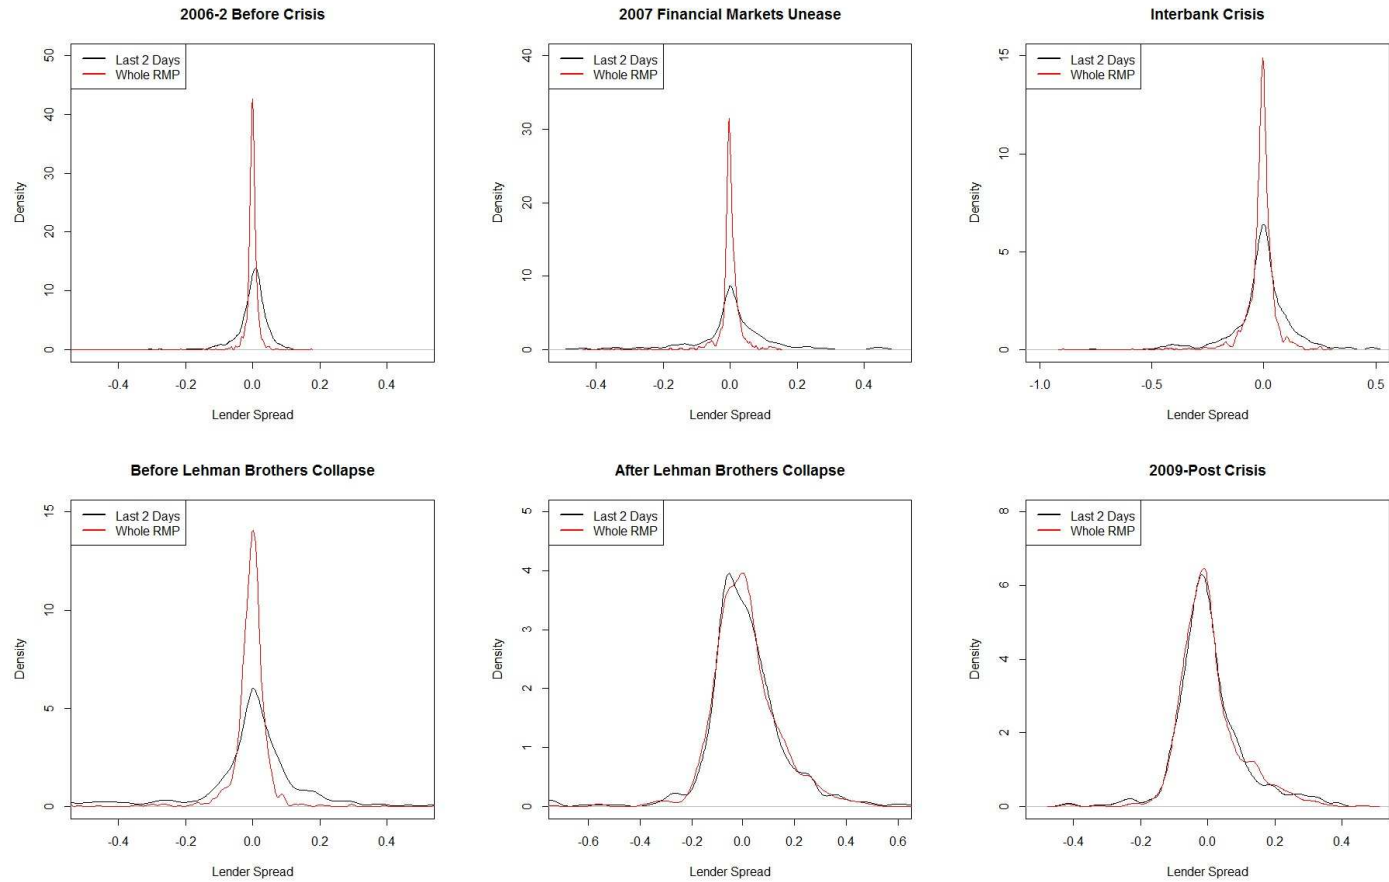 2006-2 Before Crisis
Last 2 Days
Whole RMP
Density
50
40
30
20
10
0
-0.4 -0.2 0.0 0.2 0.4
Lender Spread
2007 Financial Markets Unease
Last 2 Days
Whole RMP
Density
40
30
20
10
0
-0.4 -0.2 0.0 0.2 0.4
Lender Spread
Interbank Crisis
Last 2 Days
Whole RMP
Density
15
10
5
0
-1.0 -0.5 0.0 0.5
Lender Spread
Before Lehman Brothers Collapse
Last 2 Days
Whole RMP
Density
15
10
5
0
-0.4 -0.2 0.0 0.2 0.4
Lender Spread
After Lehman Brothers Collapse
Last 2 Days
Whole RMP
Density
5
4
3
2
1
0
-0.6 -0.4 -0.2 0.0 0.2 0.4 0.6
Lender Spread
2009-Post Crisis
Last 2 Days
Whole RMP
Density
8
6
4
2
0
-0.4 -0.2 0.0 0.2 0.4
Lender Spread